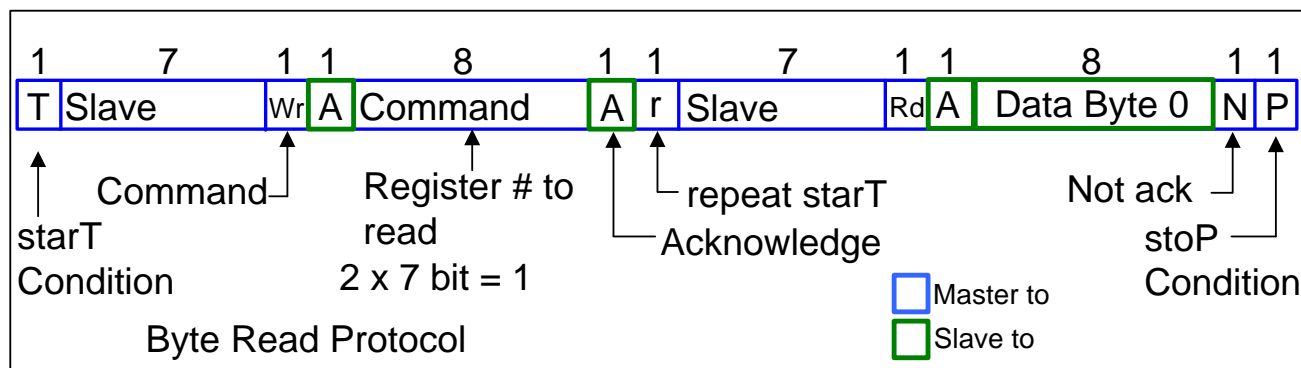 1 7 1 1 8 1 1 7 1 1 8 1 1
T Slave Wr A Command A r Slave Rd A Data Byte 0 N P
Command
Register # to
read
2 x 7 bit = 1
repeat starT
Acknowledge
Not ack
starT
Condition
stoP
Condition
Master to
Slave to
Byte Read Protocol